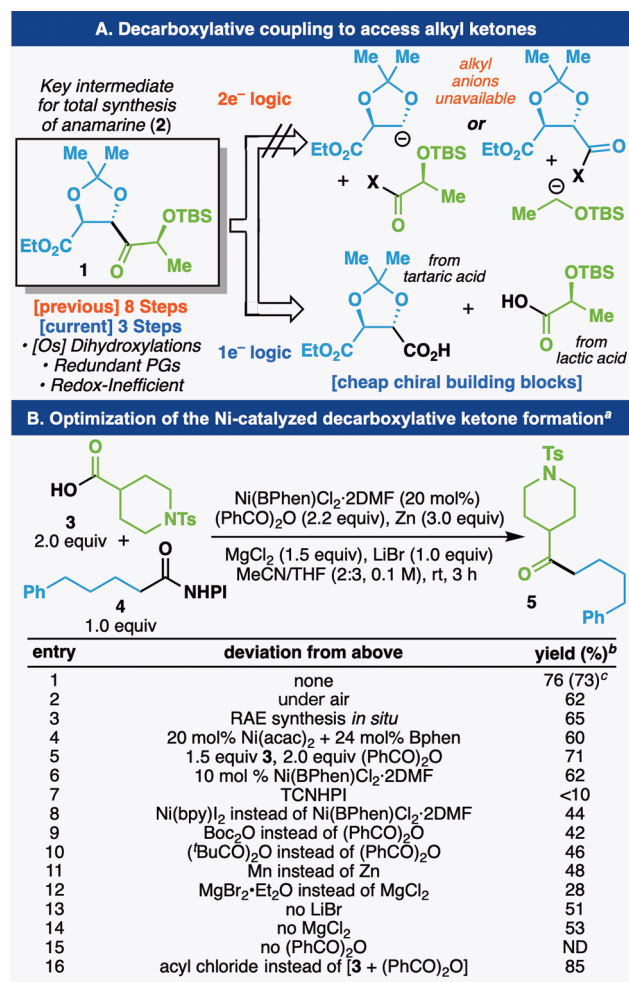 A. Decarboxylative coupling to access alkyl ketones
Key intermediate
for total synthesis
of anamarine (2)
2e⁻ logic
alkyl
anions
unavailable
or
Me Me
O O
EtO₂C
OTBS
O
Me
1
Me Me
O O
EtO₂C
⊖
+ X
OTBS
Me
O
Me Me
O O
EtO₂C
O
X
+
⊖
Me OTBS
[previous] 8 Steps
[current] 3 Steps
• [Os] Dihydroxylations
• Redundant PGs
• Redox-Inefficient
1e⁻ logic
Me Me
O O
EtO₂C CO₂H
from
tartaric acid
+
OTBS
HO
Me
O
from
lactic acid
[cheap chiral building blocks]
B. Optimization of the Ni-catalyzed decarboxylative ketone formationᵃ
O
HO
3
NTs
2.0 equiv +
O
Ph
NHPI
4
1.0 equiv
Ni(BPhen)Cl₂·2DMF (20 mol%)
(PhCO)₂O (2.2 equiv), Zn (3.0 equiv)
MgCl₂ (1.5 equiv), LiBr (1.0 equiv)
MeCN/THF (2:3, 0.1 M), rt, 3 h
Ts
N
O
5
Ph
entry deviation from above yield (%)ᵇ
1 none 76 (73)ᶜ
2 under air 62
3 RAE synthesis in situ 65
4 20 mol% Ni(acac)₂ + 24 mol% Bphen 60
5 1.5 equiv 3, 2.0 equiv (PhCO)₂O 71
6 10 mol % Ni(BPhen)Cl₂·2DMF 62
7 TCNHPI <10
8 Ni(bpy)I₂ instead of Ni(BPhen)Cl₂·2DMF 44
9 Boc₂O instead of (PhCO)₂O 42
10 (ᵗBuCO)₂O instead of (PhCO)₂O 46
11 Mn instead of Zn 48
12 MgBr₂•Et₂O instead of MgCl₂ 28
13 no LiBr 51
14 no MgCl₂ 53
15 no (PhCO)₂O ND
16 acyl chloride instead of [3 + (PhCO)₂O] 85